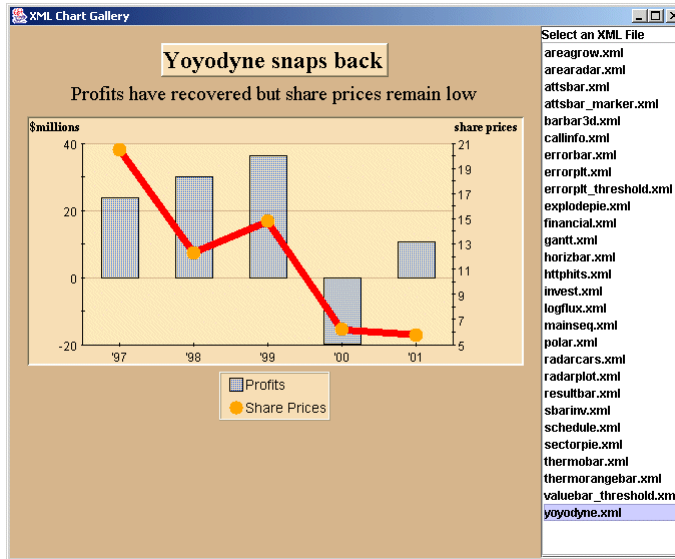 XML Chart Gallery
Yoyodyne snaps back
Profits have recovered but share prices remain low
$millions share prices
40
20
0
-20
21
19
17
15
13
11
9
7
5
'97 '98 '99 '00 '01
Profits
Share Prices
Select an XML File
areagrow.xml
arearadar.xml
attsbar.xml
attsbar_marker.xml
barbar3d.xml
callinfo.xml
errorbar.xml
errorplt.xml
errorplt_threshold.xml
explodepie.xml
financial.xml
gantt.xml
horizbar.xml
httphits.xml
invest.xml
logflux.xml
mainseq.xml
polar.xml
radarcars.xml
radarplot.xml
resultbar.xml
sbarinv.xml
schedule.xml
sectorpie.xml
thermobar.xml
thermorangebar.xml
valuebar_threshold.xm
yoyodyne.xml